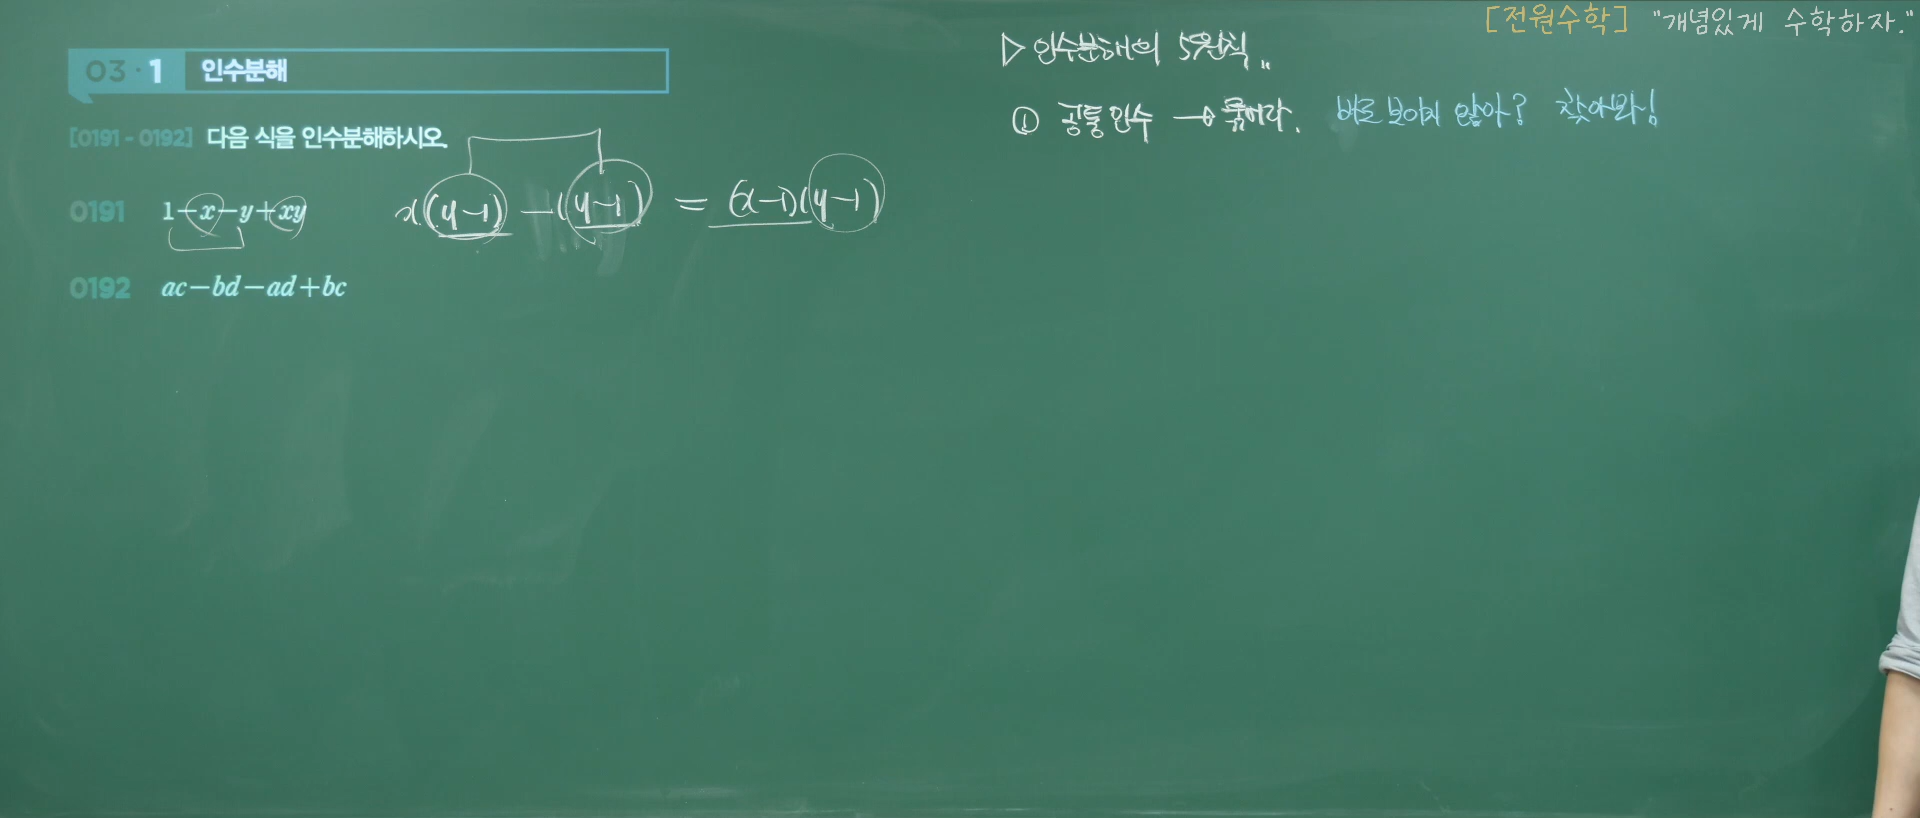 [전원수학] "개념있게 수학하자."
03·1 인수분해
[0191 - 0192] 다음 식을 인수분해하시오.
0191 1-x-y+xy x(y-1) -(y-1) = (x-1)(y-1)
0192 ac-bd-ad+bc
▷ 인수분해의 5원칙..
① 공통인수 → 묶어라. 바로 보이지 않아? 찾아봐!